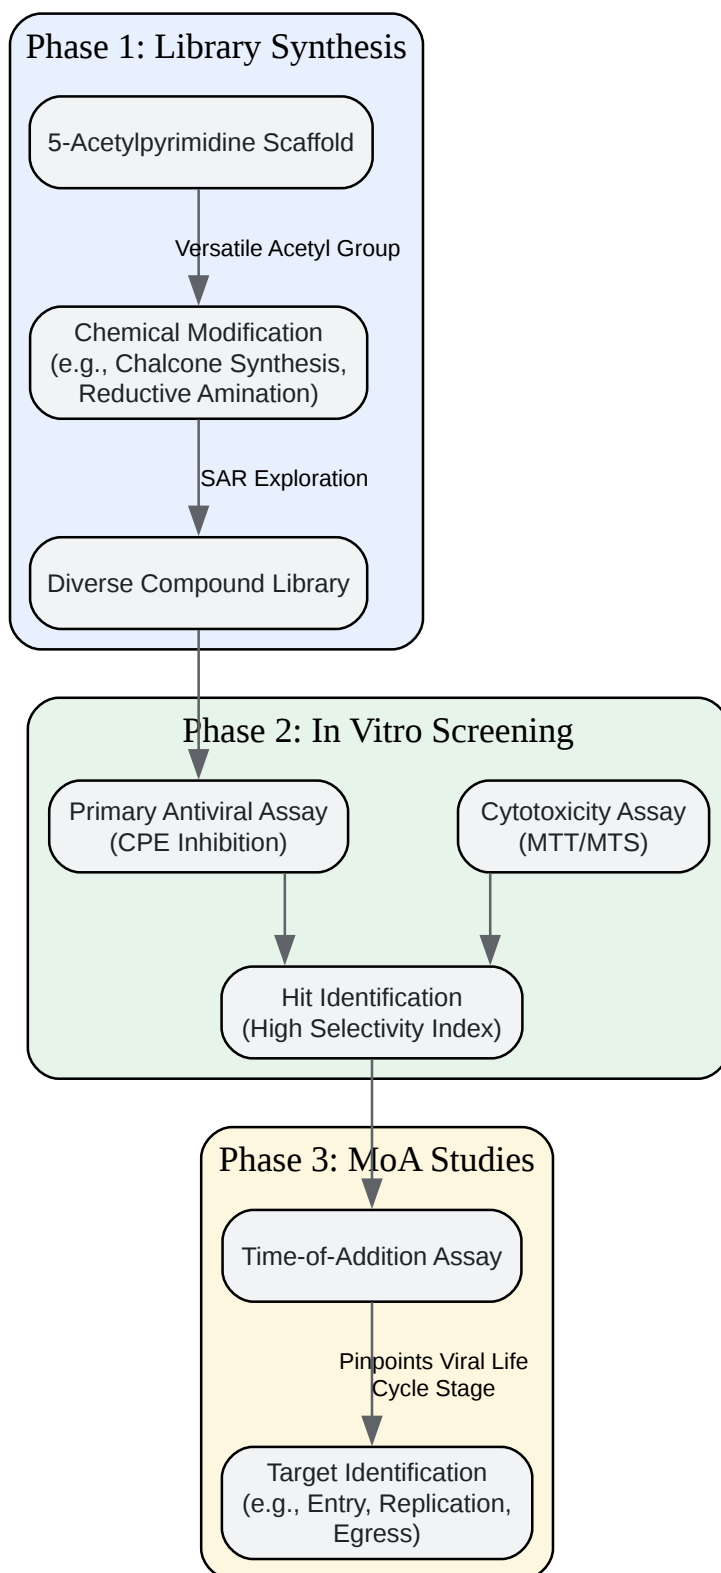 Phase 1: Library Synthesis
5-Acetylpyrimidine Scaffold
Versatile Acetyl Group
Chemical Modification
(e.g., Chalcone Synthesis,
Reductive Amination)
SAR Exploration
Diverse Compound Library
Phase 2: In Vitro Screening
Primary Antiviral Assay
(CPE Inhibition)
Cytotoxicity Assay
(MTT/MTS)
Hit Identification
(High Selectivity Index)
Phase 3: MoA Studies
Time-of-Addition Assay
Pinpoints Viral Life
Cycle Stage
Target Identification
(e.g., Entry, Replication,
Egress)